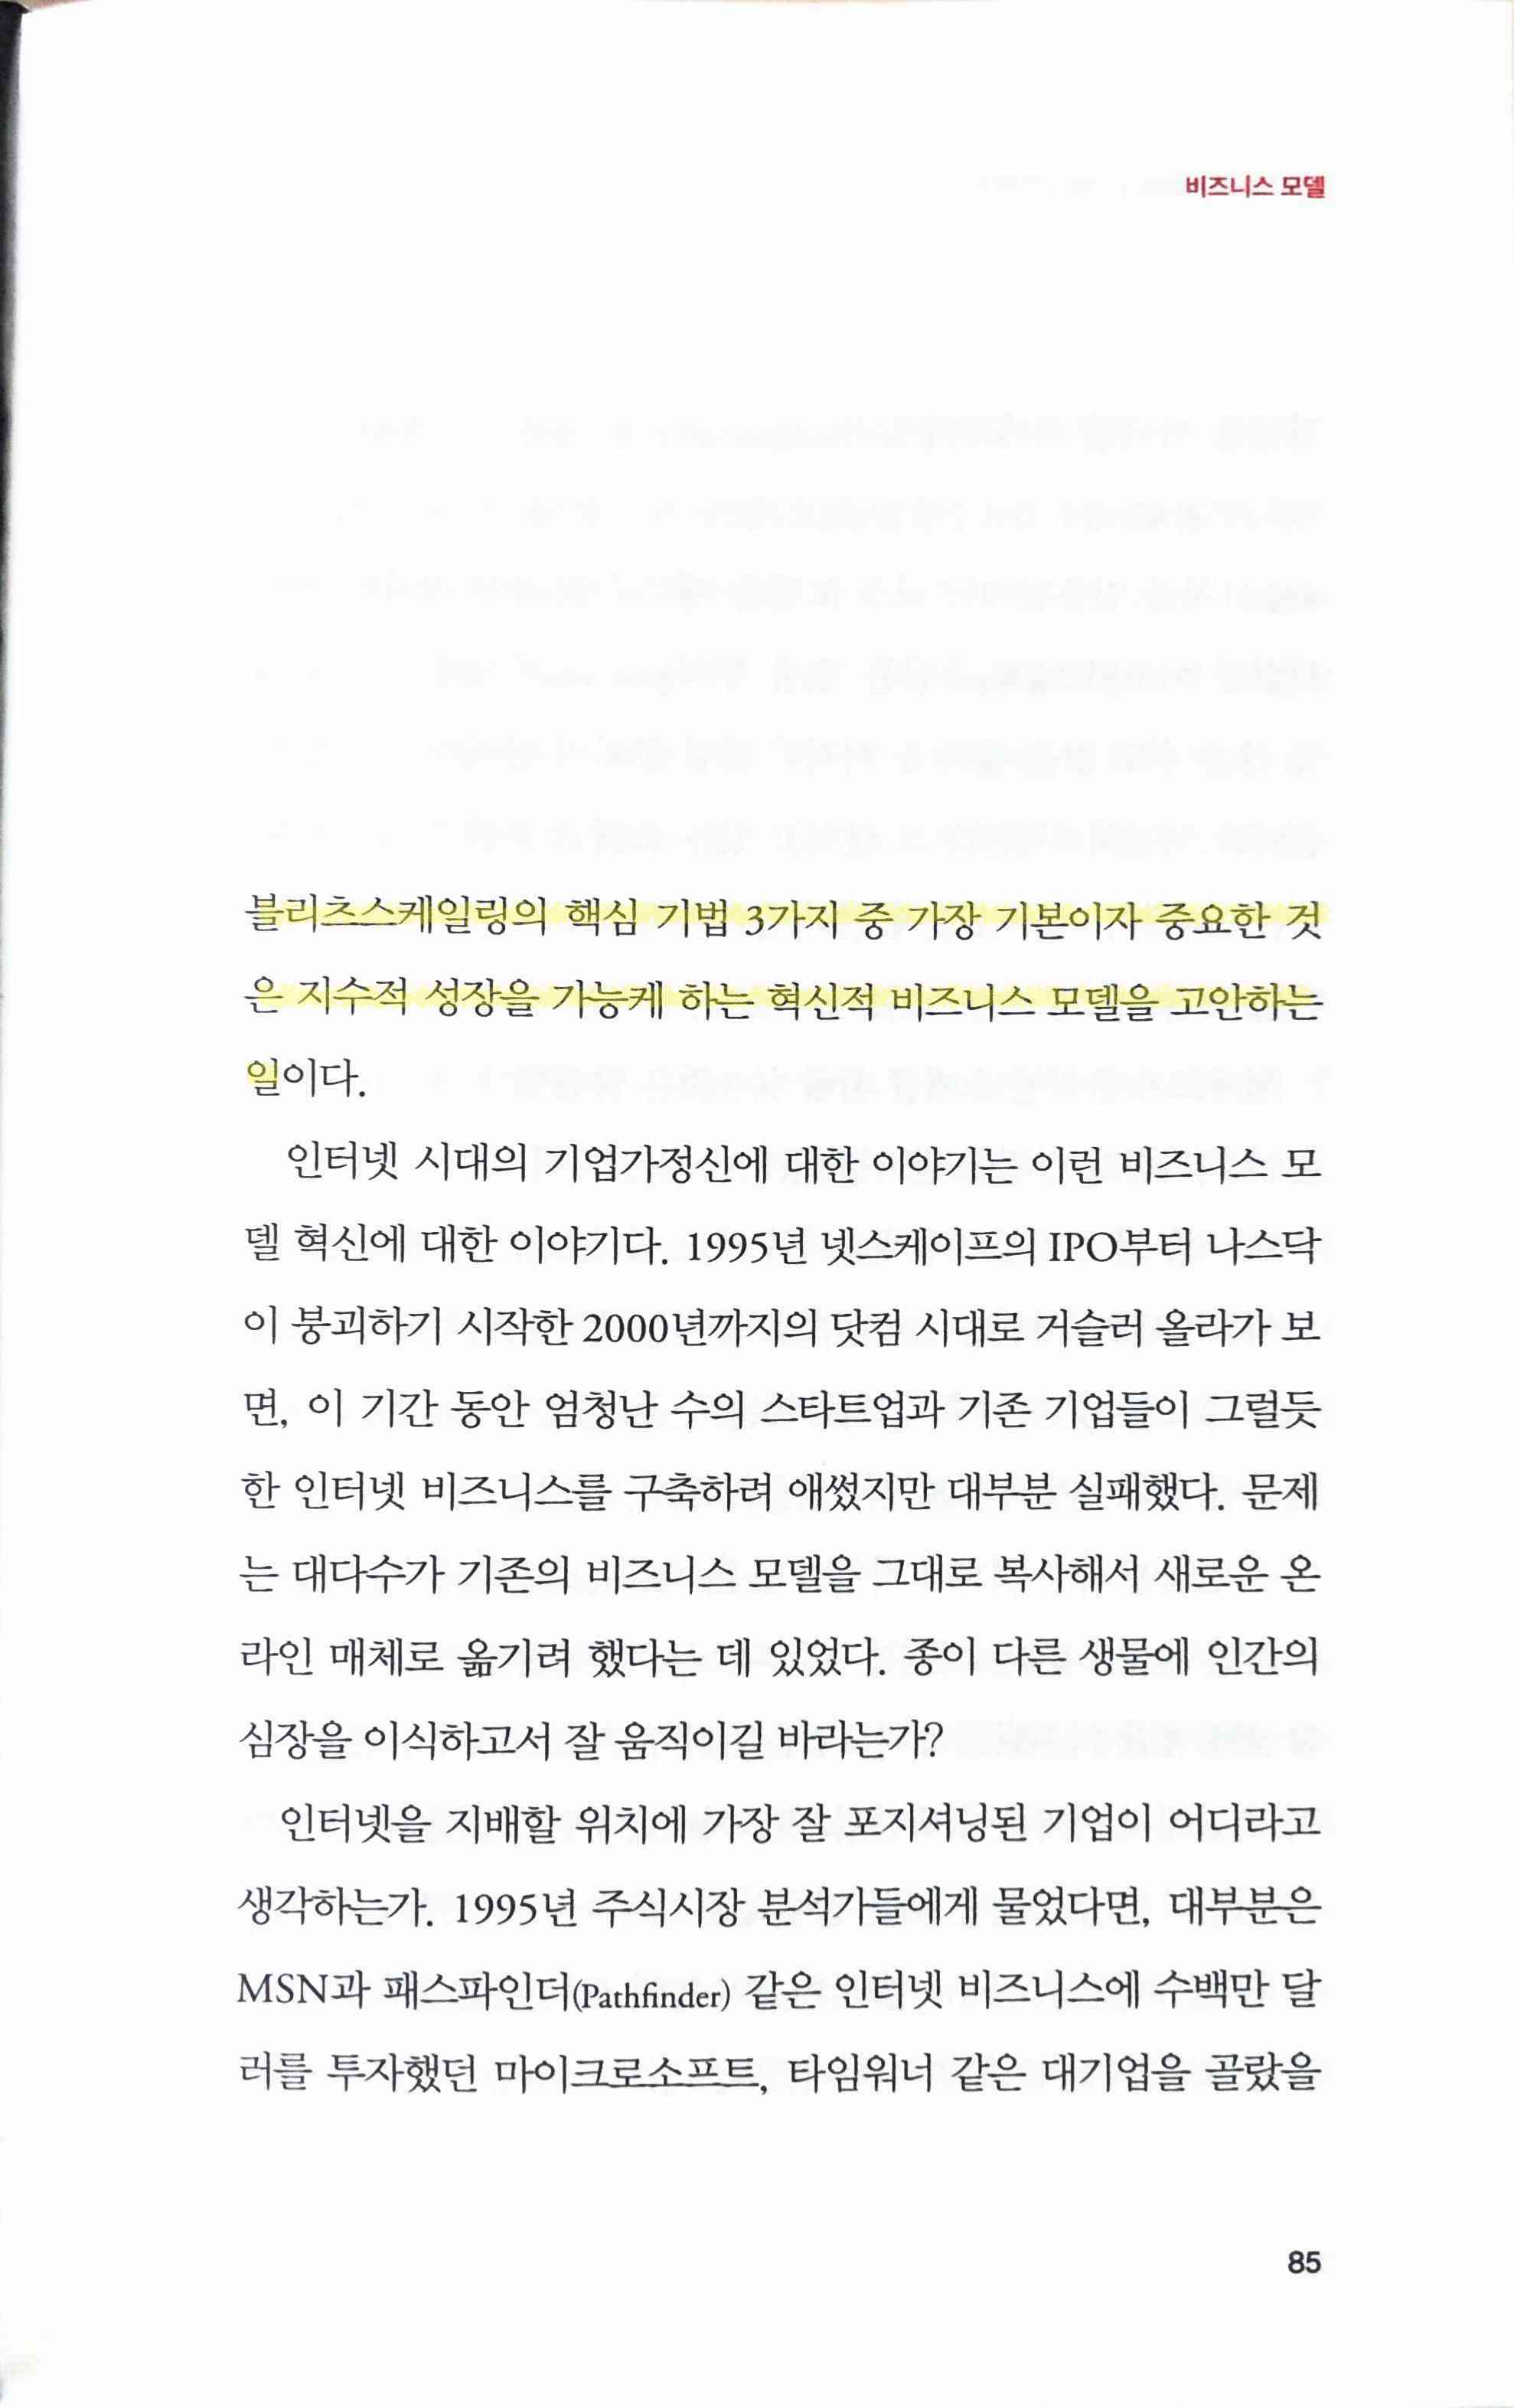 비즈니스 모델
블리츠스케일링의 핵심 기법 3가지 중 가장 기본이자 중요한 것
은 지수적 성장을 가능케 하는 혁신적 비즈니스 모델을 고안하는
일이다.
인터넷 시대의 기업가정신에 대한 이야기는 이런 비즈니스 모
델 혁신에 대한 이야기다. 1995년 넷스케이프의 IPO부터 나스닥
이 붕괴하기 시작한 2000년까지의 닷컴 시대로 거슬러 올라가 보
면, 이 기간 동안 엄청난 수의 스타트업과 기존 기업들이 그럴듯
한 인터넷 비즈니스를 구축하려 애썼지만 대부분 실패했다. 문제
는 대다수가 기존의 비즈니스 모델을 그대로 복사해서 새로운 온
라인 매체로 옮기려 했다는 데 있었다. 종이 다른 생물에 인간의
심장을 이식하고서 잘 움직이길 바라는가?
인터넷을 지배할 위치에 가장 잘 포지셔닝된 기업이 어디라고
생각하는가. 1995년 주식시장 분석가들에게 물었다면, 대부분은
MSN과 패스파인더(Pathfinder) 같은 인터넷 비즈니스에 수백만 달
러를 투자했던 마이크로소프트, 타임워너 같은 대기업을 골랐을
85